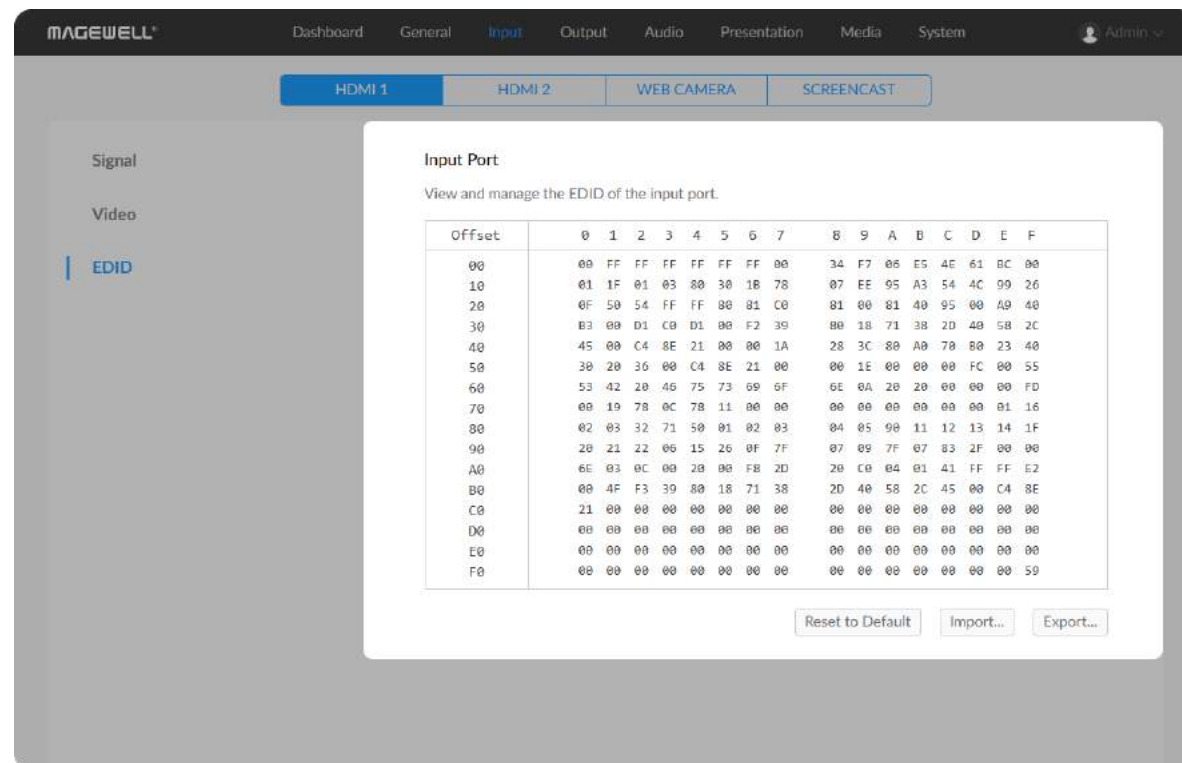 MAGEWELL®
Dashboard General Input Output Audio Presentation Media System Admin
HDMI 1 HDMI 2 WEB CAMERA SCREENCAST
Signal
Video
EDID
Input Port
View and manage the EDID of the input port.
Offset 0 1 2 3 4 5 6 7 8 9 A B C D E F
00 00 FF FF FF FF FF FF 00 34 F7 06 E5 4E 61 BC 00
10 01 1F 01 03 80 30 1B 78 07 EE 95 A3 54 4C 99 26
20 0F 50 54 FF FF 80 81 C0 81 00 81 40 95 00 A9 40
30 B3 00 D1 C0 D1 00 F2 39 80 18 71 38 2D 40 58 2C
40 45 00 C4 8E 21 00 00 1A 28 3C 80 A0 70 B0 23 40
50 30 20 36 00 C4 8E 21 00 00 1E 00 00 00 FC 00 55
60 53 42 20 46 75 73 69 6F 6E 0A 20 20 00 00 00 FD
70 00 19 78 0C 78 11 00 00 00 00 00 00 00 00 01 16
80 02 03 32 71 50 01 02 03 04 05 90 11 12 13 14 1F
90 20 21 22 06 15 26 0F 7F 07 09 7F 07 83 2F 00 00
A0 6E 03 0C 00 20 00 F8 2D 20 C0 04 01 41 FF FF E2
B0 00 4F F3 39 80 18 71 38 2D 40 58 2C 45 00 C4 8E
C0 21 00 00 00 00 00 00 00 00 00 00 00 00 00 00 00
D0 00 00 00 00 00 00 00 00 00 00 00 00 00 00 00 00
E0 00 00 00 00 00 00 00 00 00 00 00 00 00 00 00 00
F0 00 00 00 00 00 00 00 00 00 00 00 00 00 00 00 59
Reset to Default Import... Export...